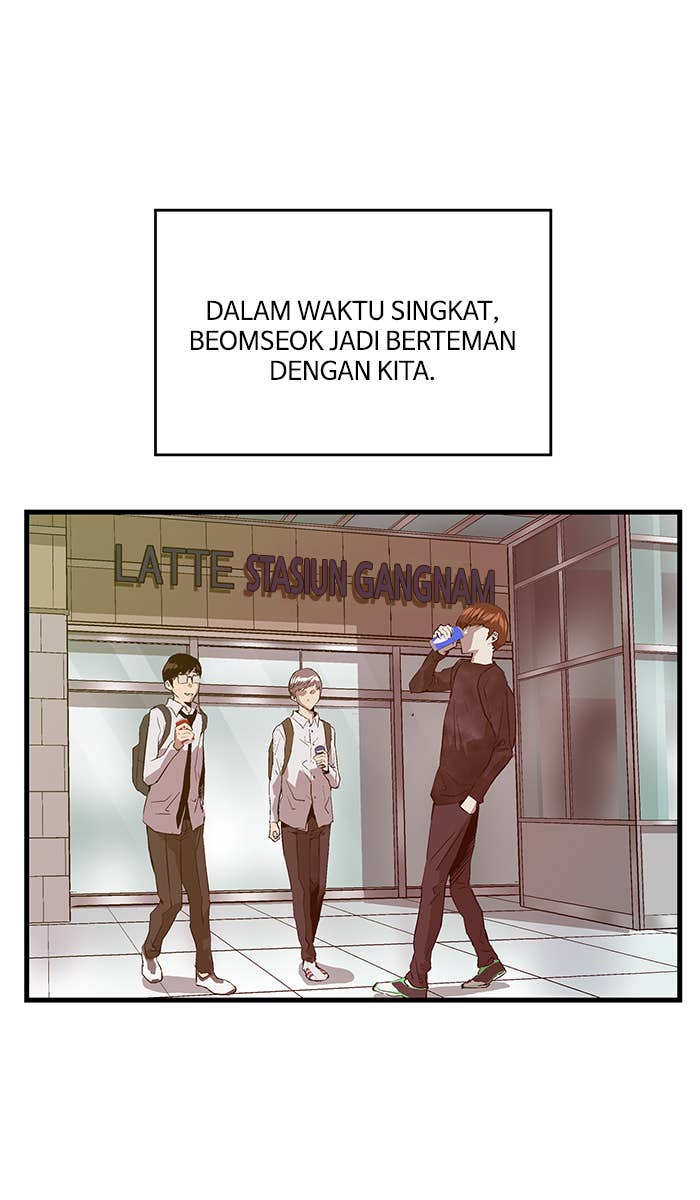 DALAM WAKTU SINGKAT,
BEOMSEOK JADI BERTEMAN
DENGAN KITA.
LATTE STASIUN GANGNAM